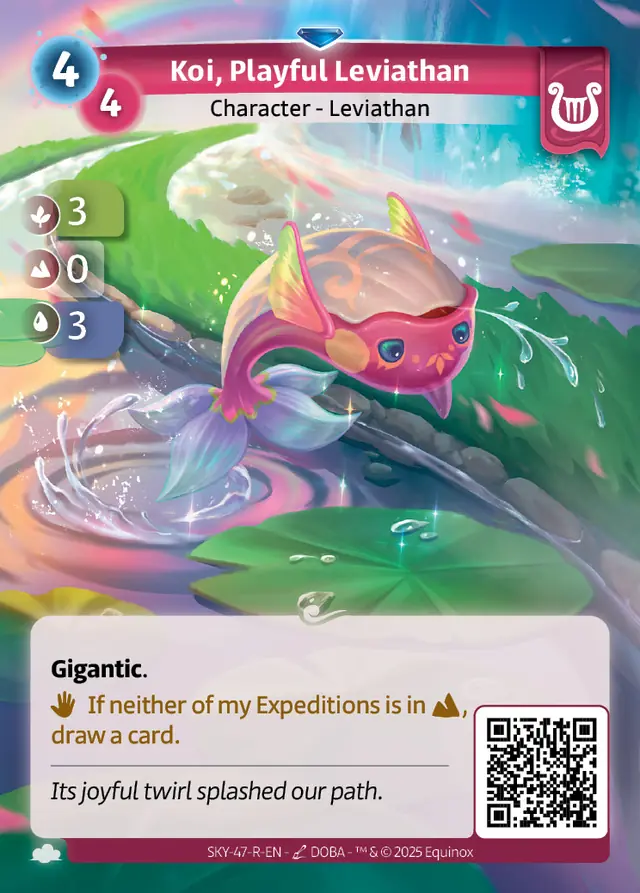 4
4
Koi, Playful Leviathan
Character - Leviathan
3
0
3
Gigantic.
If neither of my Expeditions is in ,
draw a card.
Its joyful twirl splashed our path.
SKY-47-R-EN - DOBA - ™ & © 2025 Equinox